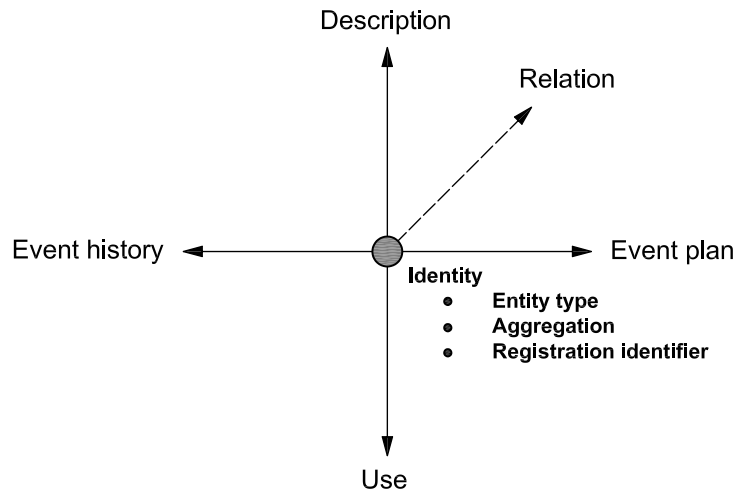 Description
Relation
Event history
Event plan
Identity
Entity type
Aggregation
Registration identifier
Use